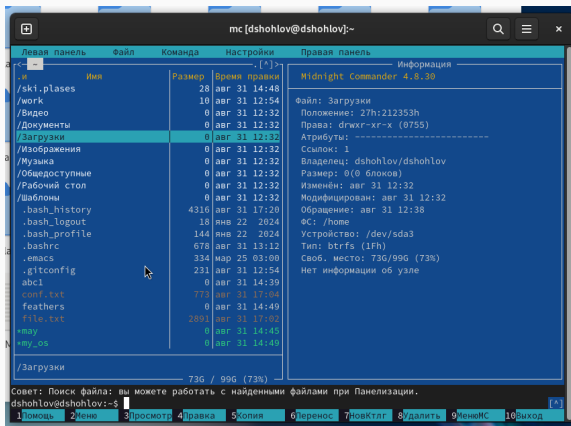 mc [dshohlov@dshohlov]:~
Левая панель Файл Команда Настройки Правая панель
.и Имя Размер Время правки
/ski.plases 28 авг 31 14:48
/work 10 авг 31 12:54
/Видео 0 авг 31 12:32
/Документы 0 авг 31 12:32
/Загрузки 0 авг 31 12:32
/Изображения 0 авг 31 12:32
/Музыка 0 авг 31 12:32
/Общедоступные 0 авг 31 12:32
/Рабочий стол 0 авг 31 12:32
/Шаблоны 0 авг 31 12:32
.bash_history 4316 авг 31 17:20
.bash_logout 18 янв 22 2024
.bash_profile 144 янв 22 2024
.bashrc 678 авг 31 13:12
.emacs 334 мар 25 03:00
.gitconfig 231 авг 31 12:54
abc1 0 авг 31 14:39
conf.txt 773 авг 31 17:04
feathers 0 авг 31 14:49
file.txt 2891 авг 31 17:02
*may 0 авг 31 14:45
*my_os 0 авг 31 14:49
/Загрузки
73G / 99G (73%)
Информация
Midnight Commander 4.8.30
Файл: Загрузки
Положение: 27h:212353h
Права: drwxr-xr-x (0755)
Атрибуты: ----------------------
Ссылок: 1
Владелец: dshohlov/dshohlov
Размер: 0(0 блоков)
Изменён: авг 31 12:32
Модифицирован: авг 31 12:32
Обращение: авг 31 12:38
ФС: /home
Устройство: /dev/sda3
Тип: btrfs (1Fh)
Своб. место: 73G/99G (73%)
Нет информации об узле
Совет: Поиск файла: вы можете работать с найденными файлами при Панелизации.
dshohlov@dshohlov:~$ [^]
1Помощь 2Меню 3Просмотр 4Правка 5Копия 6Перенос 7НовКтлг 8Удалить 9МенюМС 10Выход